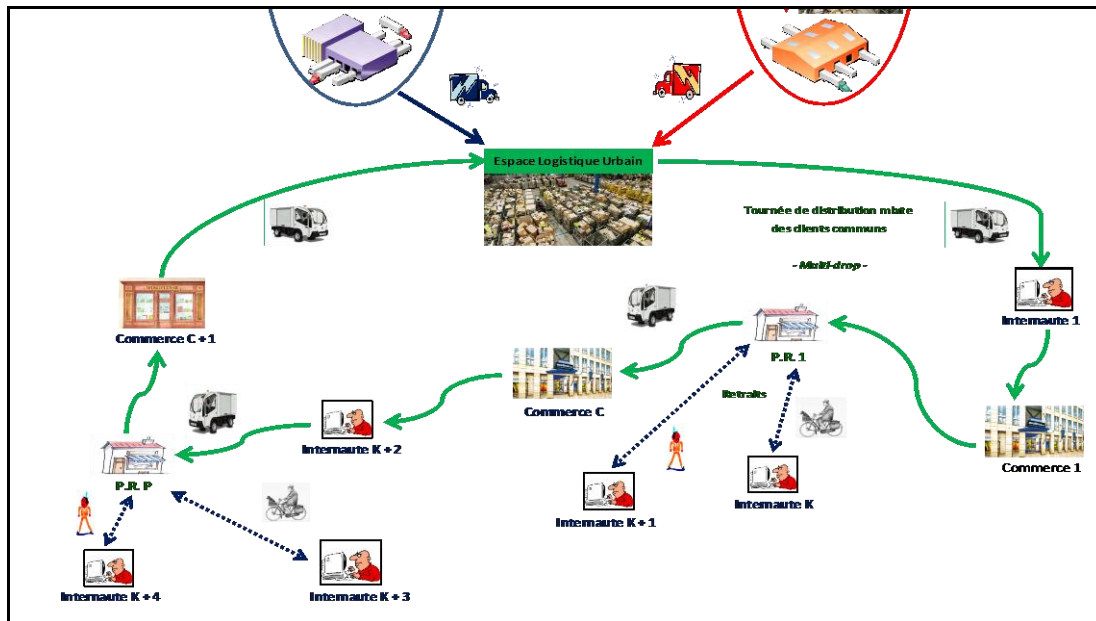 Espace Logistique Urbain
Tournée de distribution mixte
des clients communs
- Multi-drop -
Internaute 1
Commerce C + 1
P.R. 1
Commerce C
Retraits
Internaute K + 2
Commerce 1
P.R. P
Internaute K
Internaute K + 1
Internaute K + 4
Internaute K + 3